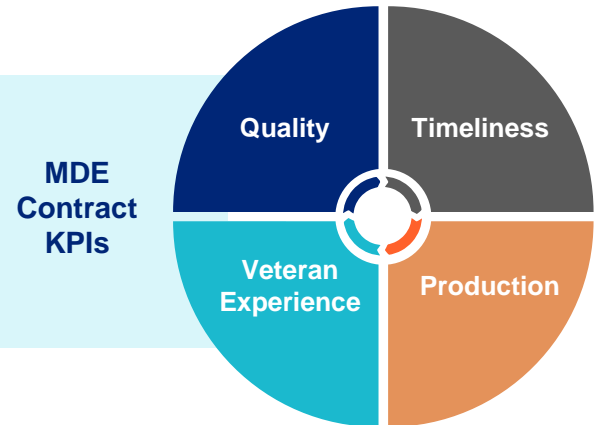 MDE
Contract
KPIs
Quality
Timeliness
Veteran
Experience
Production